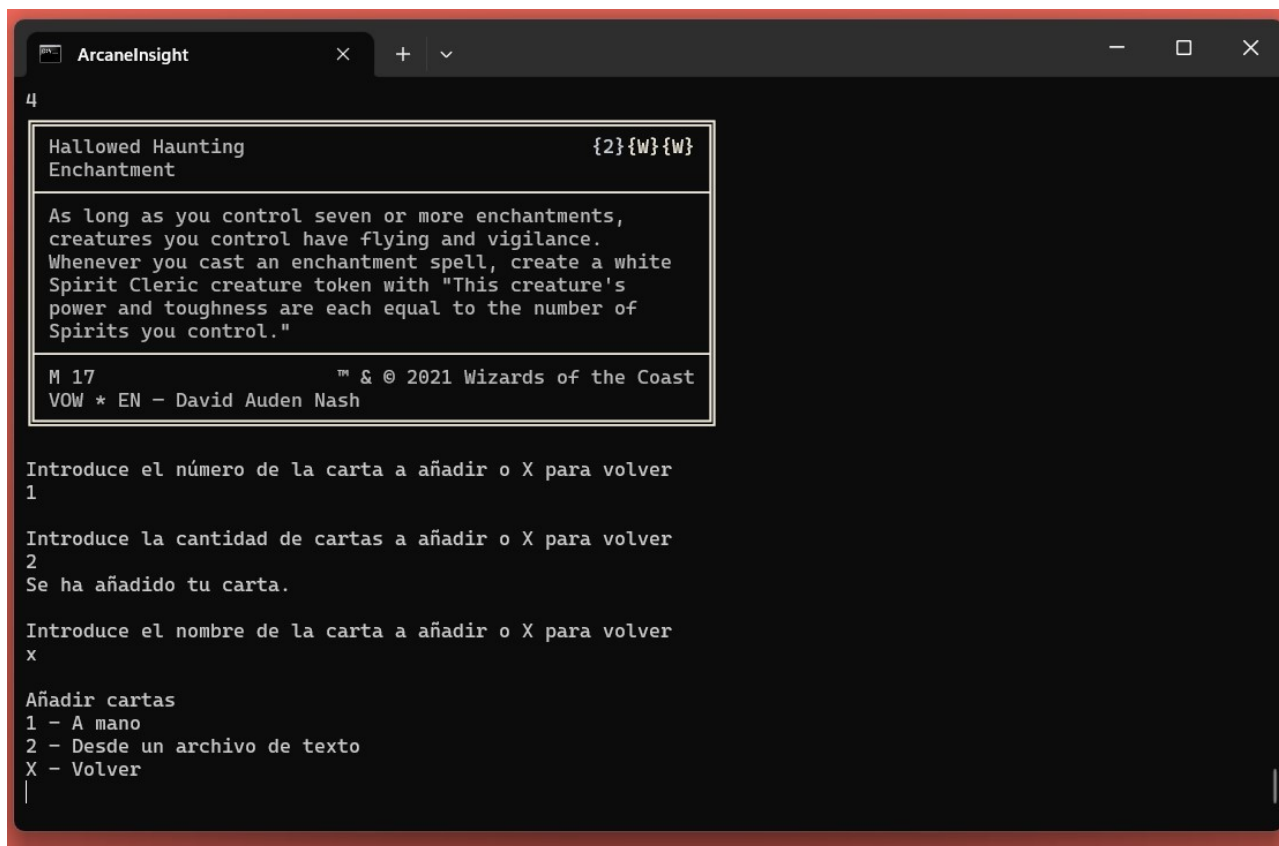 ArcaneInsight
4
Hallowed Haunting {2}{W}{W}
Enchantment
As long as you control seven or more enchantments,
creatures you control have flying and vigilance.
Whenever you cast an enchantment spell, create a white
Spirit Cleric creature token with "This creature's
power and toughness are each equal to the number of
Spirits you control."
M 17 ™ & © 2021 Wizards of the Coast
VOW * EN — David Auden Nash
Introduce el número de la carta a añadir o X para volver
1
Introduce la cantidad de cartas a añadir o X para volver
2
Se ha añadido tu carta.
Introduce el nombre de la carta a añadir o X para volver
x
Añadir cartas
1 — A mano
2 — Desde un archivo de texto
X — Volver